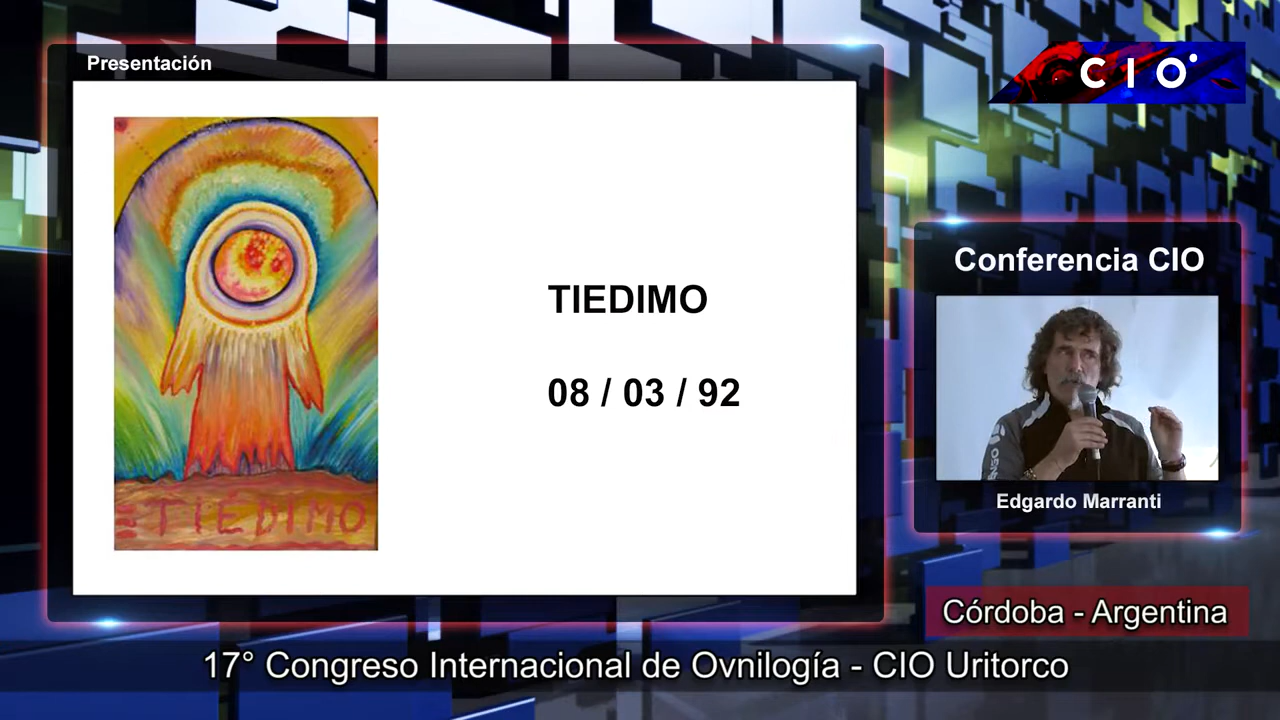 Presentación
CIO
TIEDIMO
08 / 03 / 92
TIEDIMO
Conferencia CIO
Edgardo Marranti
Córdoba - Argentina
17° Congreso Internacional de Ovnilogía - CIO Uritorco